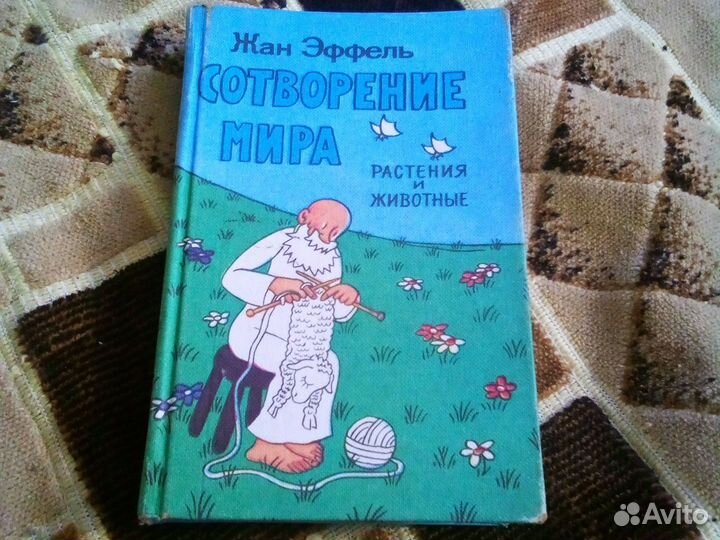 Жан Эффель
СОТВОРЕНИЕ
МИРА
РАСТЕНИЯ
И
ЖИВОТНЫЕ
Avito